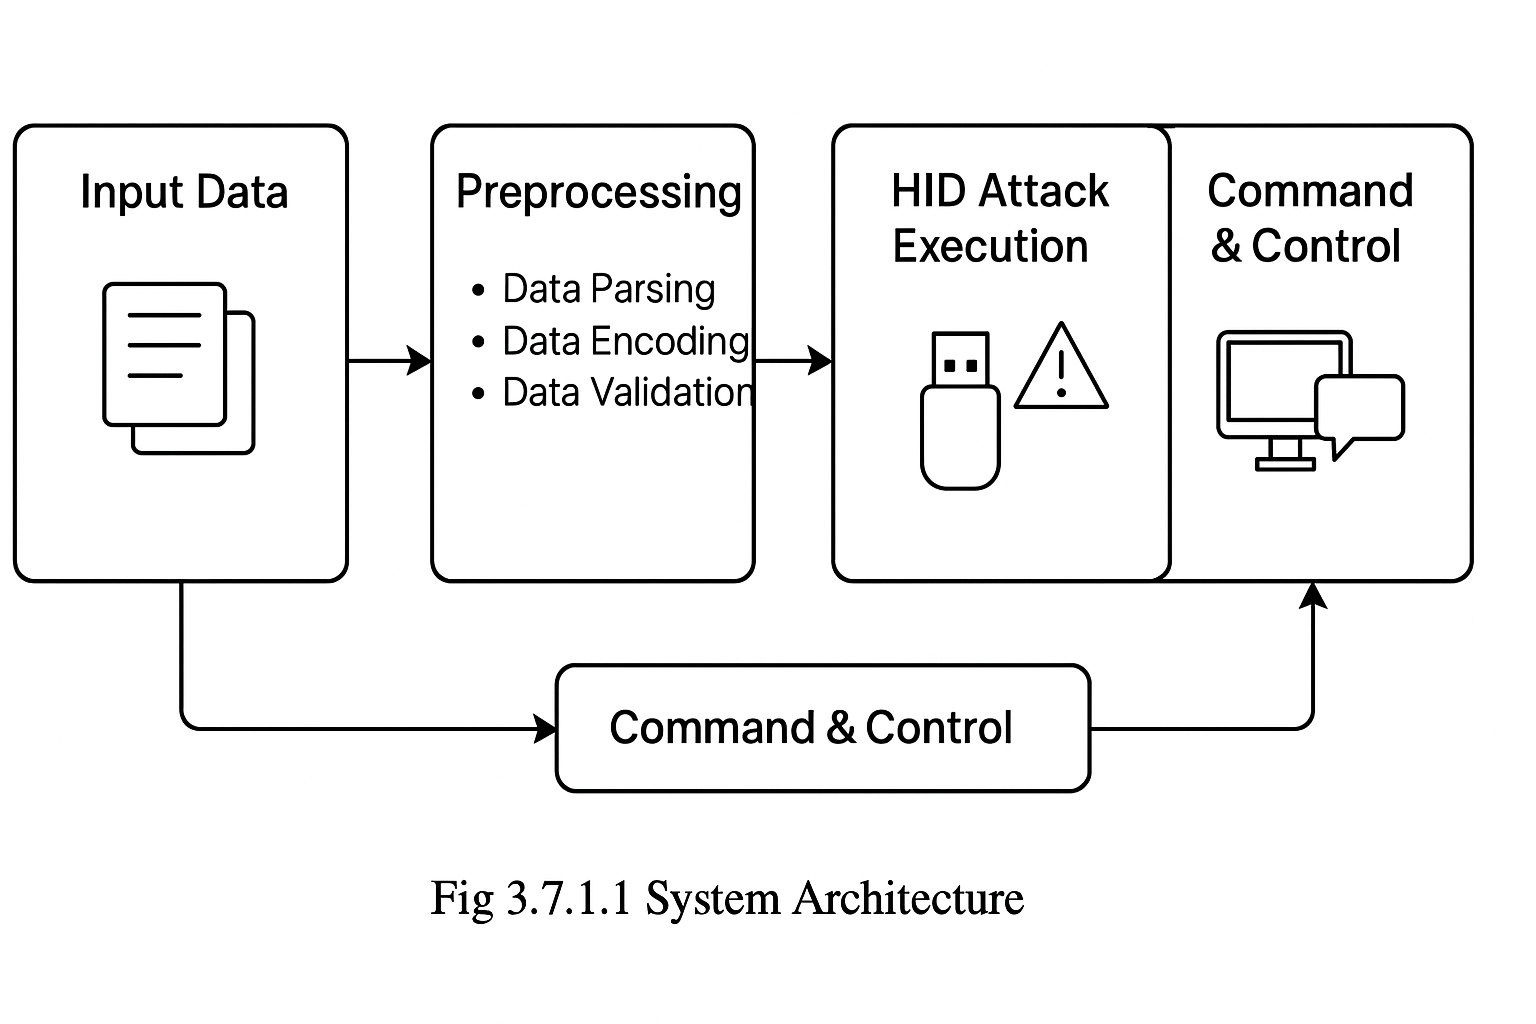 Input Data
Preprocessing
• Data Parsing
• Data Encoding
• Data Validation
HID Attack
Execution
Command
& Control
Command & Control
Fig 3.7.1.1 System Architecture